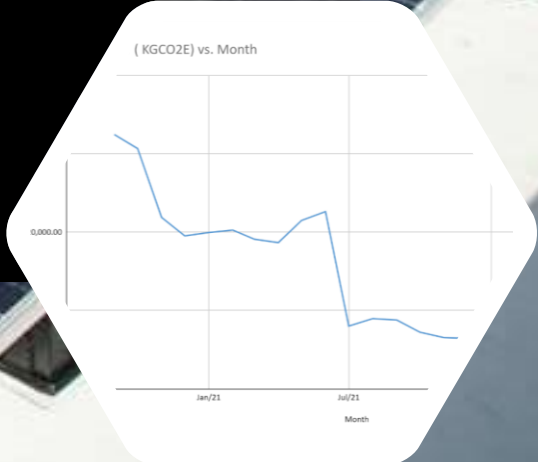 ( KGCO2E) vs. Month
0,000.00
Jan/21
Jul/21
Month